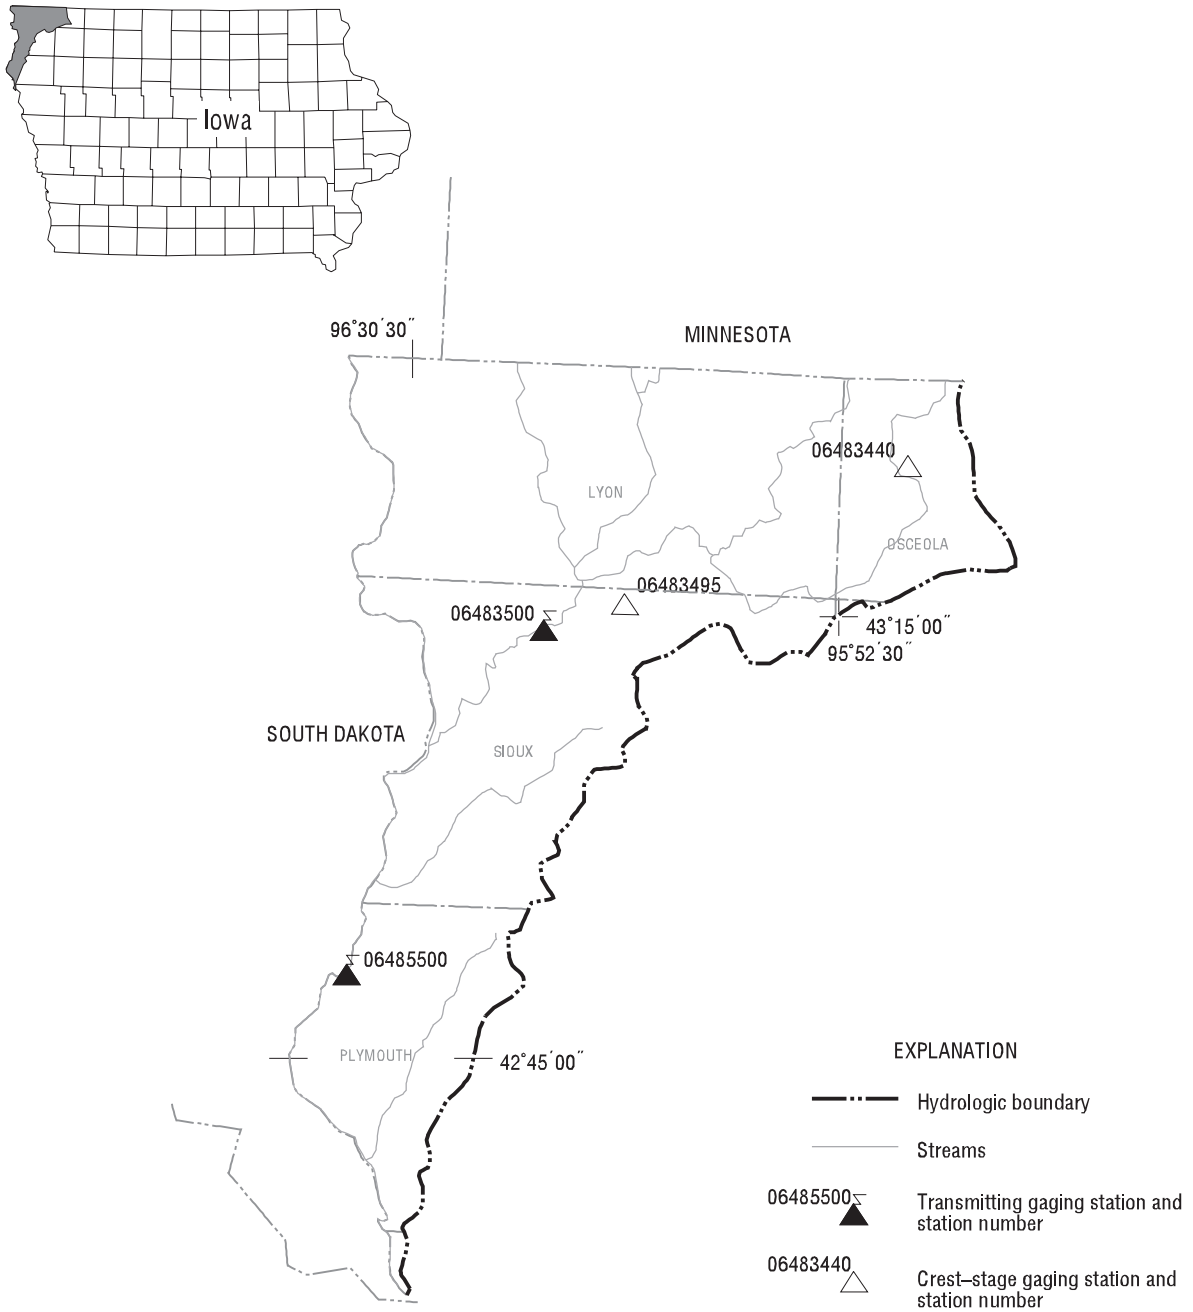 Iowa
96°30′30″
MINNESOTA
06483440
LYON
OSCEOLA
06483495
06483500
43°15′00″
95°52′30″
SOUTH DAKOTA
SIOUX
06485500
PLYMOUTH
42°45′00″
EXPLANATION
Hydrologic boundary
Streams
06485500
Transmitting gaging station and
station number
06483440
Crest–stage gaging station and
station number